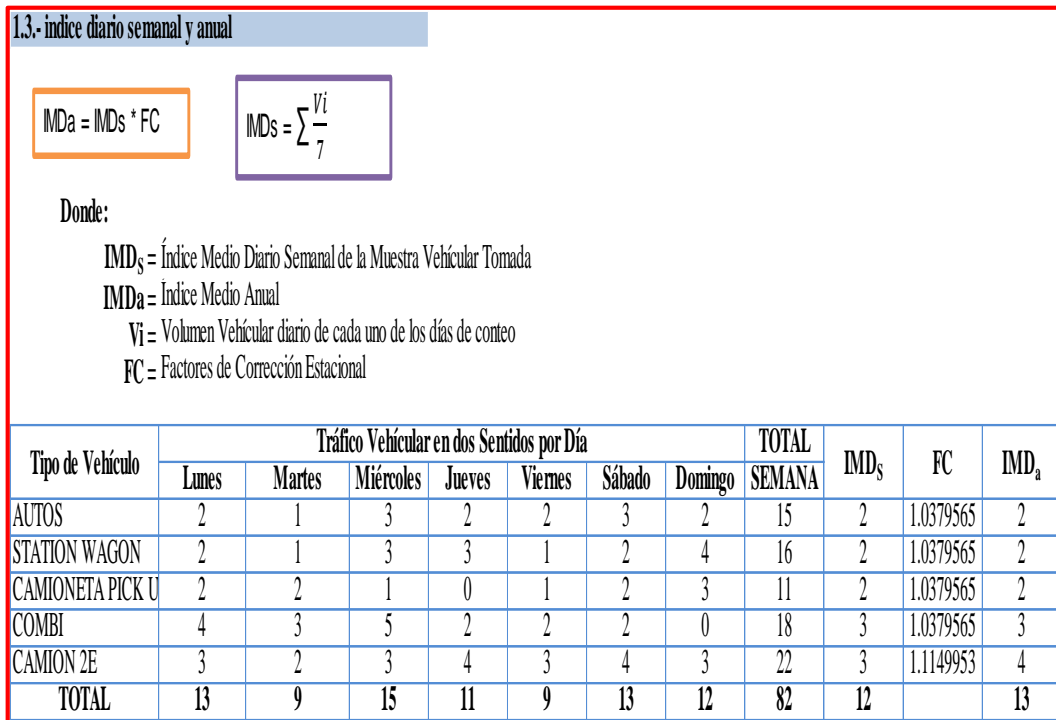 1.3.- indice diario semanal y anual
IMDa = IMDs * FC
IMDs = ∑ Vi/7
Donde:
IMDS = Índice Medio Diario Semanal de la Muestra Vehícular Tomada
IMDa = Índice Medio Anual
Vi = Volumen Vehícular diario de cada uno de los días de conteo
FC = Factores de Corrección Estacional
Tipo de Vehículo Tráfico Vehícular en dos Sentidos por Día TOTAL SEMANA IMDS FC IMDa
Lunes Martes Miércoles Jueves Viernes Sábado Domingo
AUTOS 2 1 3 2 2 3 2 15 2 1.0379565 2
STATION WAGON 2 1 3 3 1 2 4 16 2 1.0379565 2
CAMIONETA PICK U 2 2 1 0 1 2 3 11 2 1.0379565 2
COMBI 4 3 5 2 2 2 0 18 3 1.0379565 3
CAMION 2E 3 2 3 4 3 4 3 22 3 1.1149953 4
TOTAL 13 9 15 11 9 13 12 82 12 13